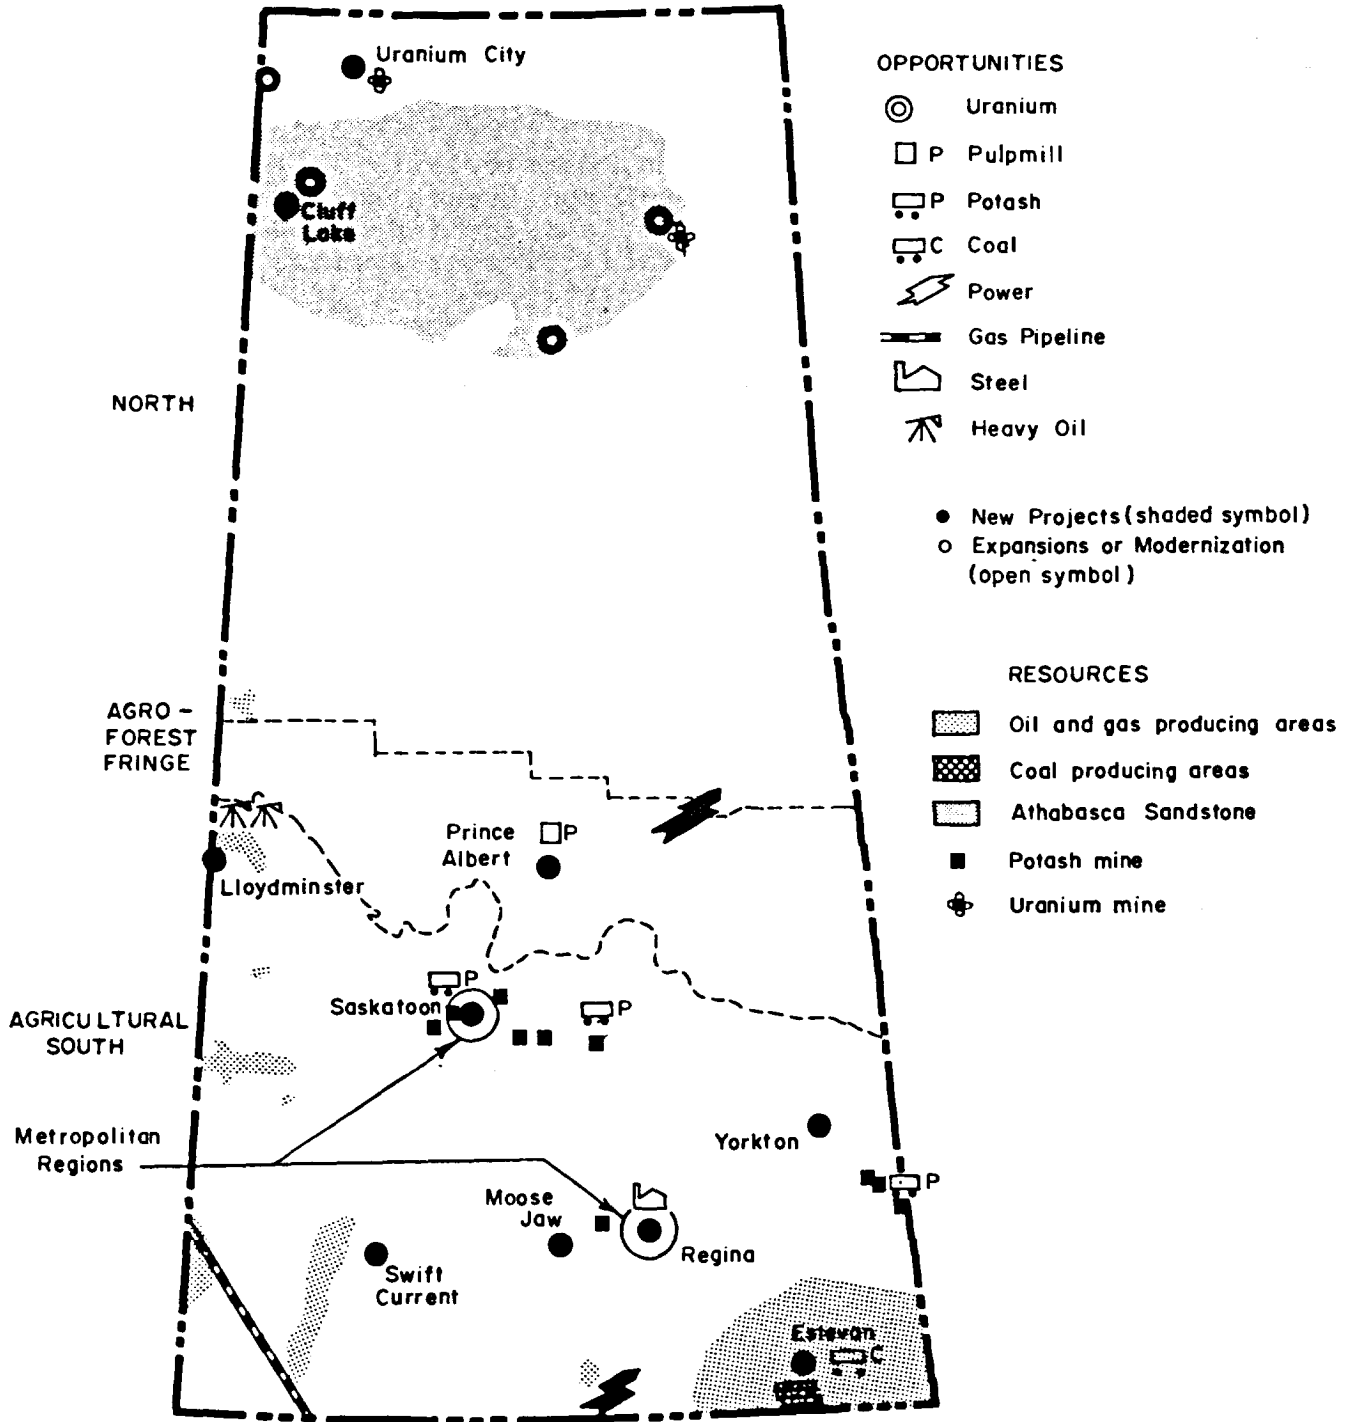 Uranium City
Cluff
Lake
NORTH
AGRO -
FOREST
FRINGE
Prince
Albert
P
Lloydminster
P
Saskatoon
P
AGRICULTURAL
SOUTH
Metropolitan
Regions
Yorkton
P
Moose
Jaw
Regina
Swift
Current
Estevan
C
OPPORTUNITIES
Uranium
P Pulpmill
P Potash
C Coal
Power
Gas Pipeline
Steel
Heavy Oil
New Projects (shaded symbol)
Expansions or Modernization
(open symbol)
RESOURCES
Oil and gas producing areas
Coal producing areas
Athabasca Sandstone
Potash mine
Uranium mine